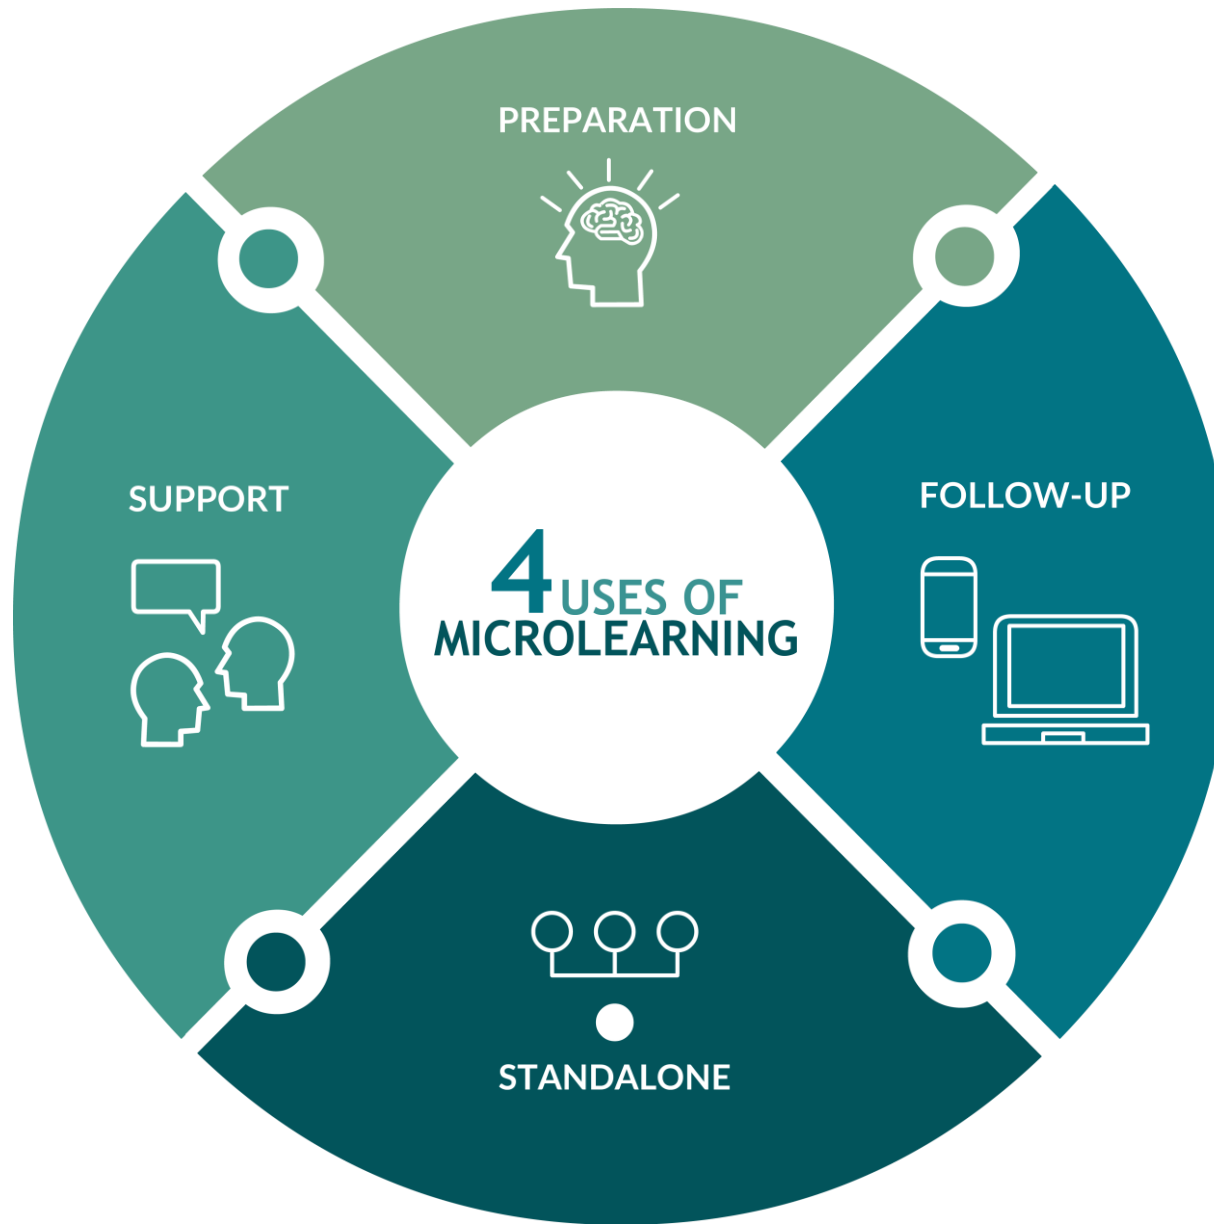 PREPARATION
SUPPORT
FOLLOW-UP
4 USES OF
MICROLEARNING
STANDALONE